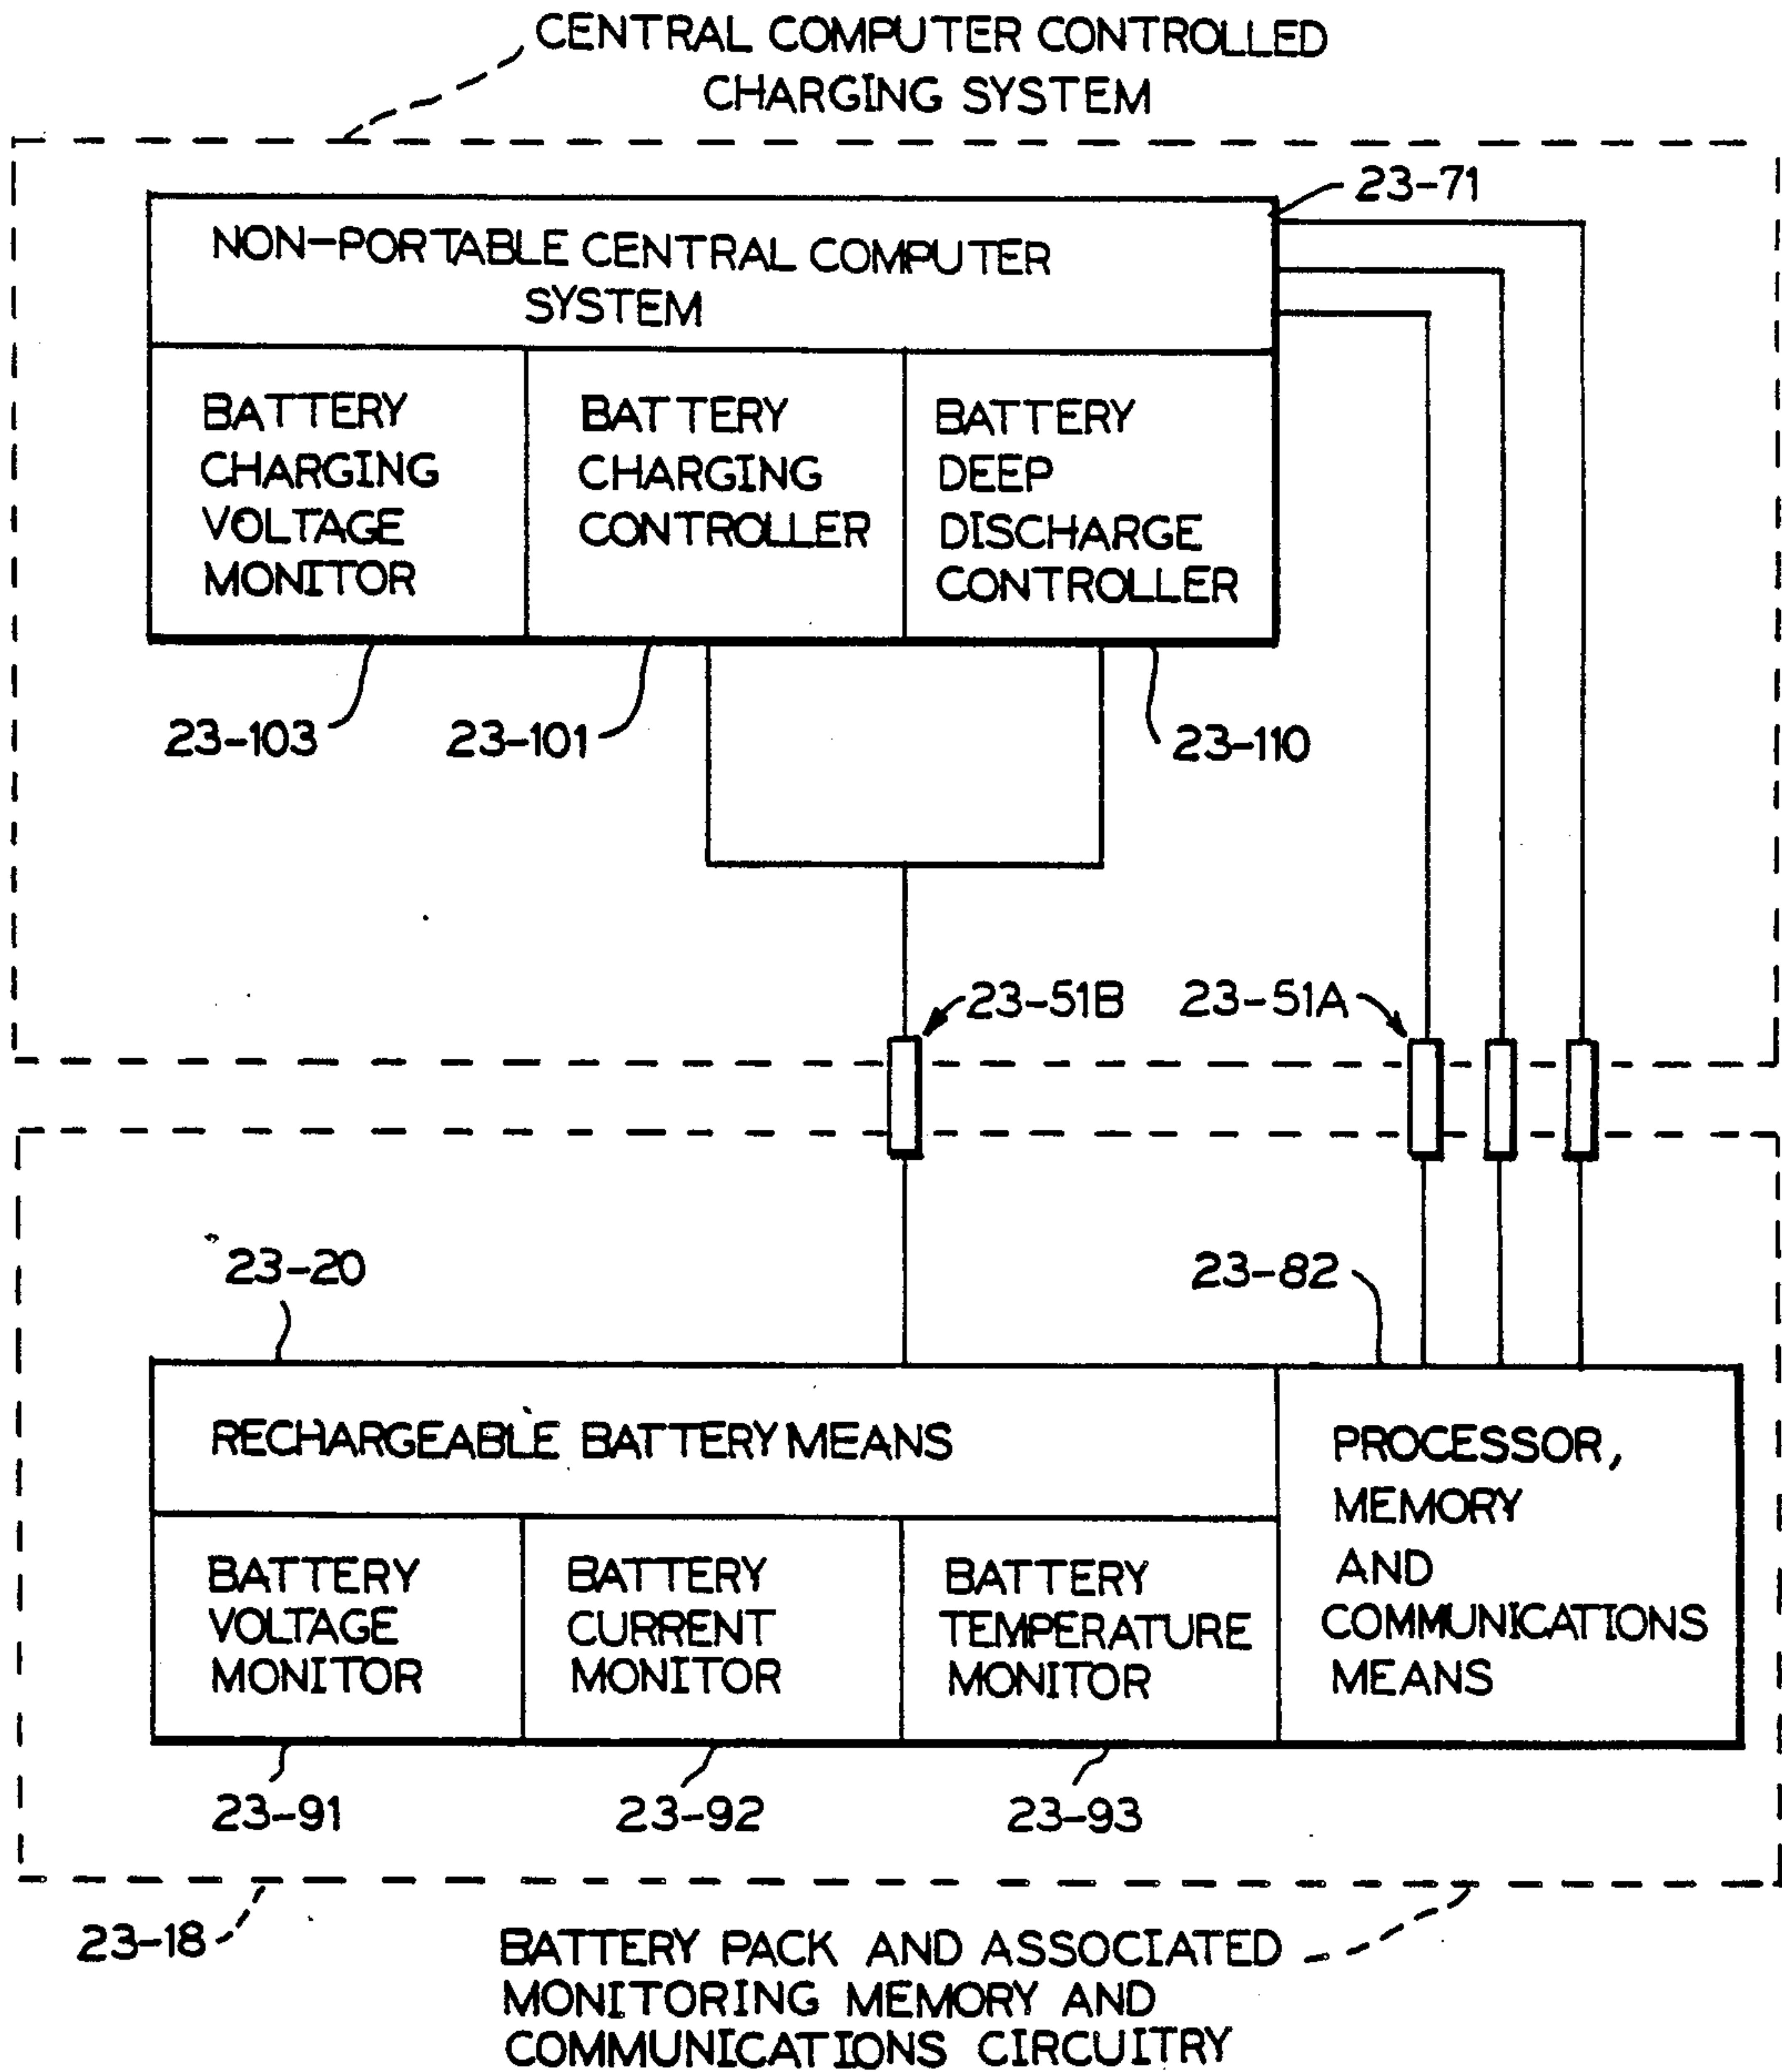 CENTRAL COMPUTER CONTROLLED
CHARGING SYSTEM
23-71
NON-PORTABLE CENTRAL COMPUTER
SYSTEM
BATTERY
CHARGING
VOLTAGE
MONITOR
BATTERY
CHARGING
CONTROLLER
BATTERY
DEEP
DISCHARGE
CONTROLLER
23-103
23-101
23-110
23-51B
23-51A
23-20
23-82
RECHARGEABLE BATTERY MEANS
PROCESSOR,
MEMORY
AND
COMMUNICATIONS
MEANS
BATTERY
VOLTAGE
MONITOR
BATTERY
CURRENT
MONITOR
BATTERY
TEMPERATURE
MONITOR
23-91
23-92
23-93
23-18
BATTERY PACK AND ASSOCIATED
MONITORING MEMORY AND
COMMUNICATIONS CIRCUITRY